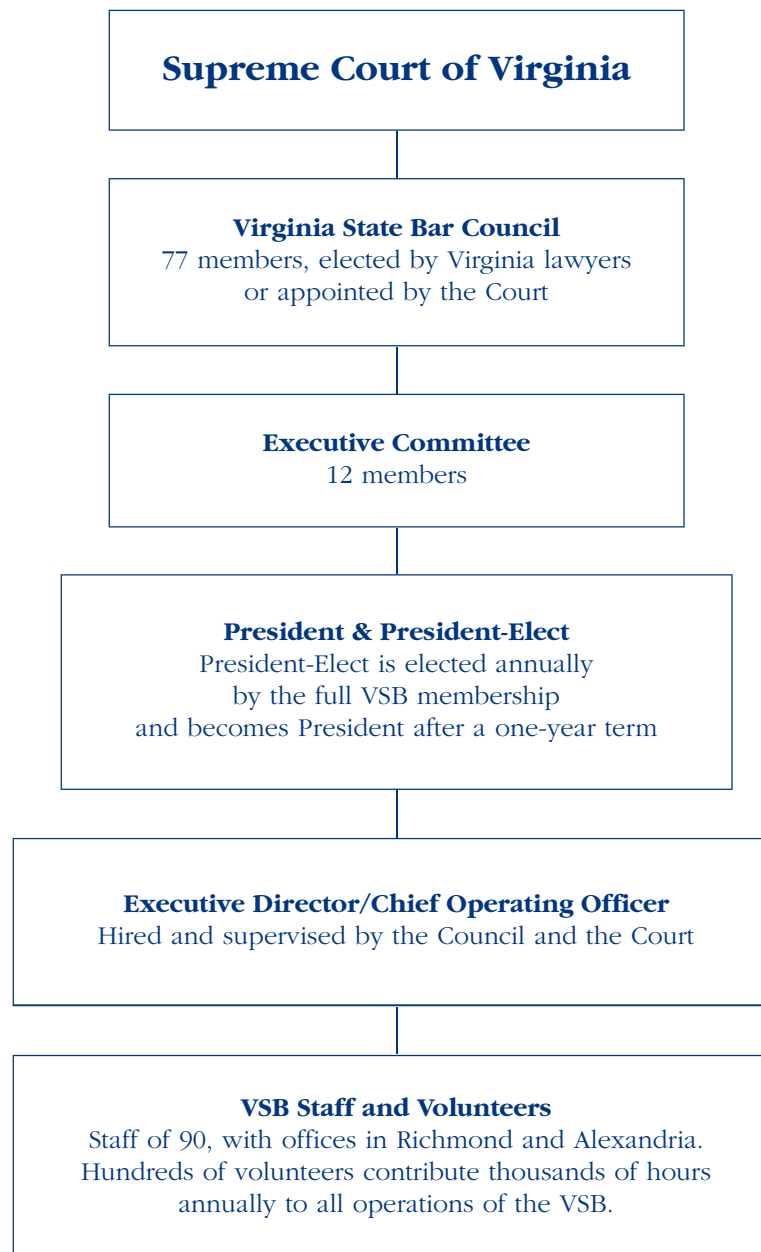 Supreme Court of Virginia
Virginia State Bar Council
77 members, elected by Virginia lawyers
or appointed by the Court
Executive Committee
12 members
President & President-Elect
President-Elect is elected annually
by the full VSB membership
and becomes President after a one-year term
Executive Director/Chief Operating Officer
Hired and supervised by the Council and the Court
VSB Staff and Volunteers
Staff of 90, with offices in Richmond and Alexandria.
Hundreds of volunteers contribute thousands of hours
annually to all operations of the VSB.